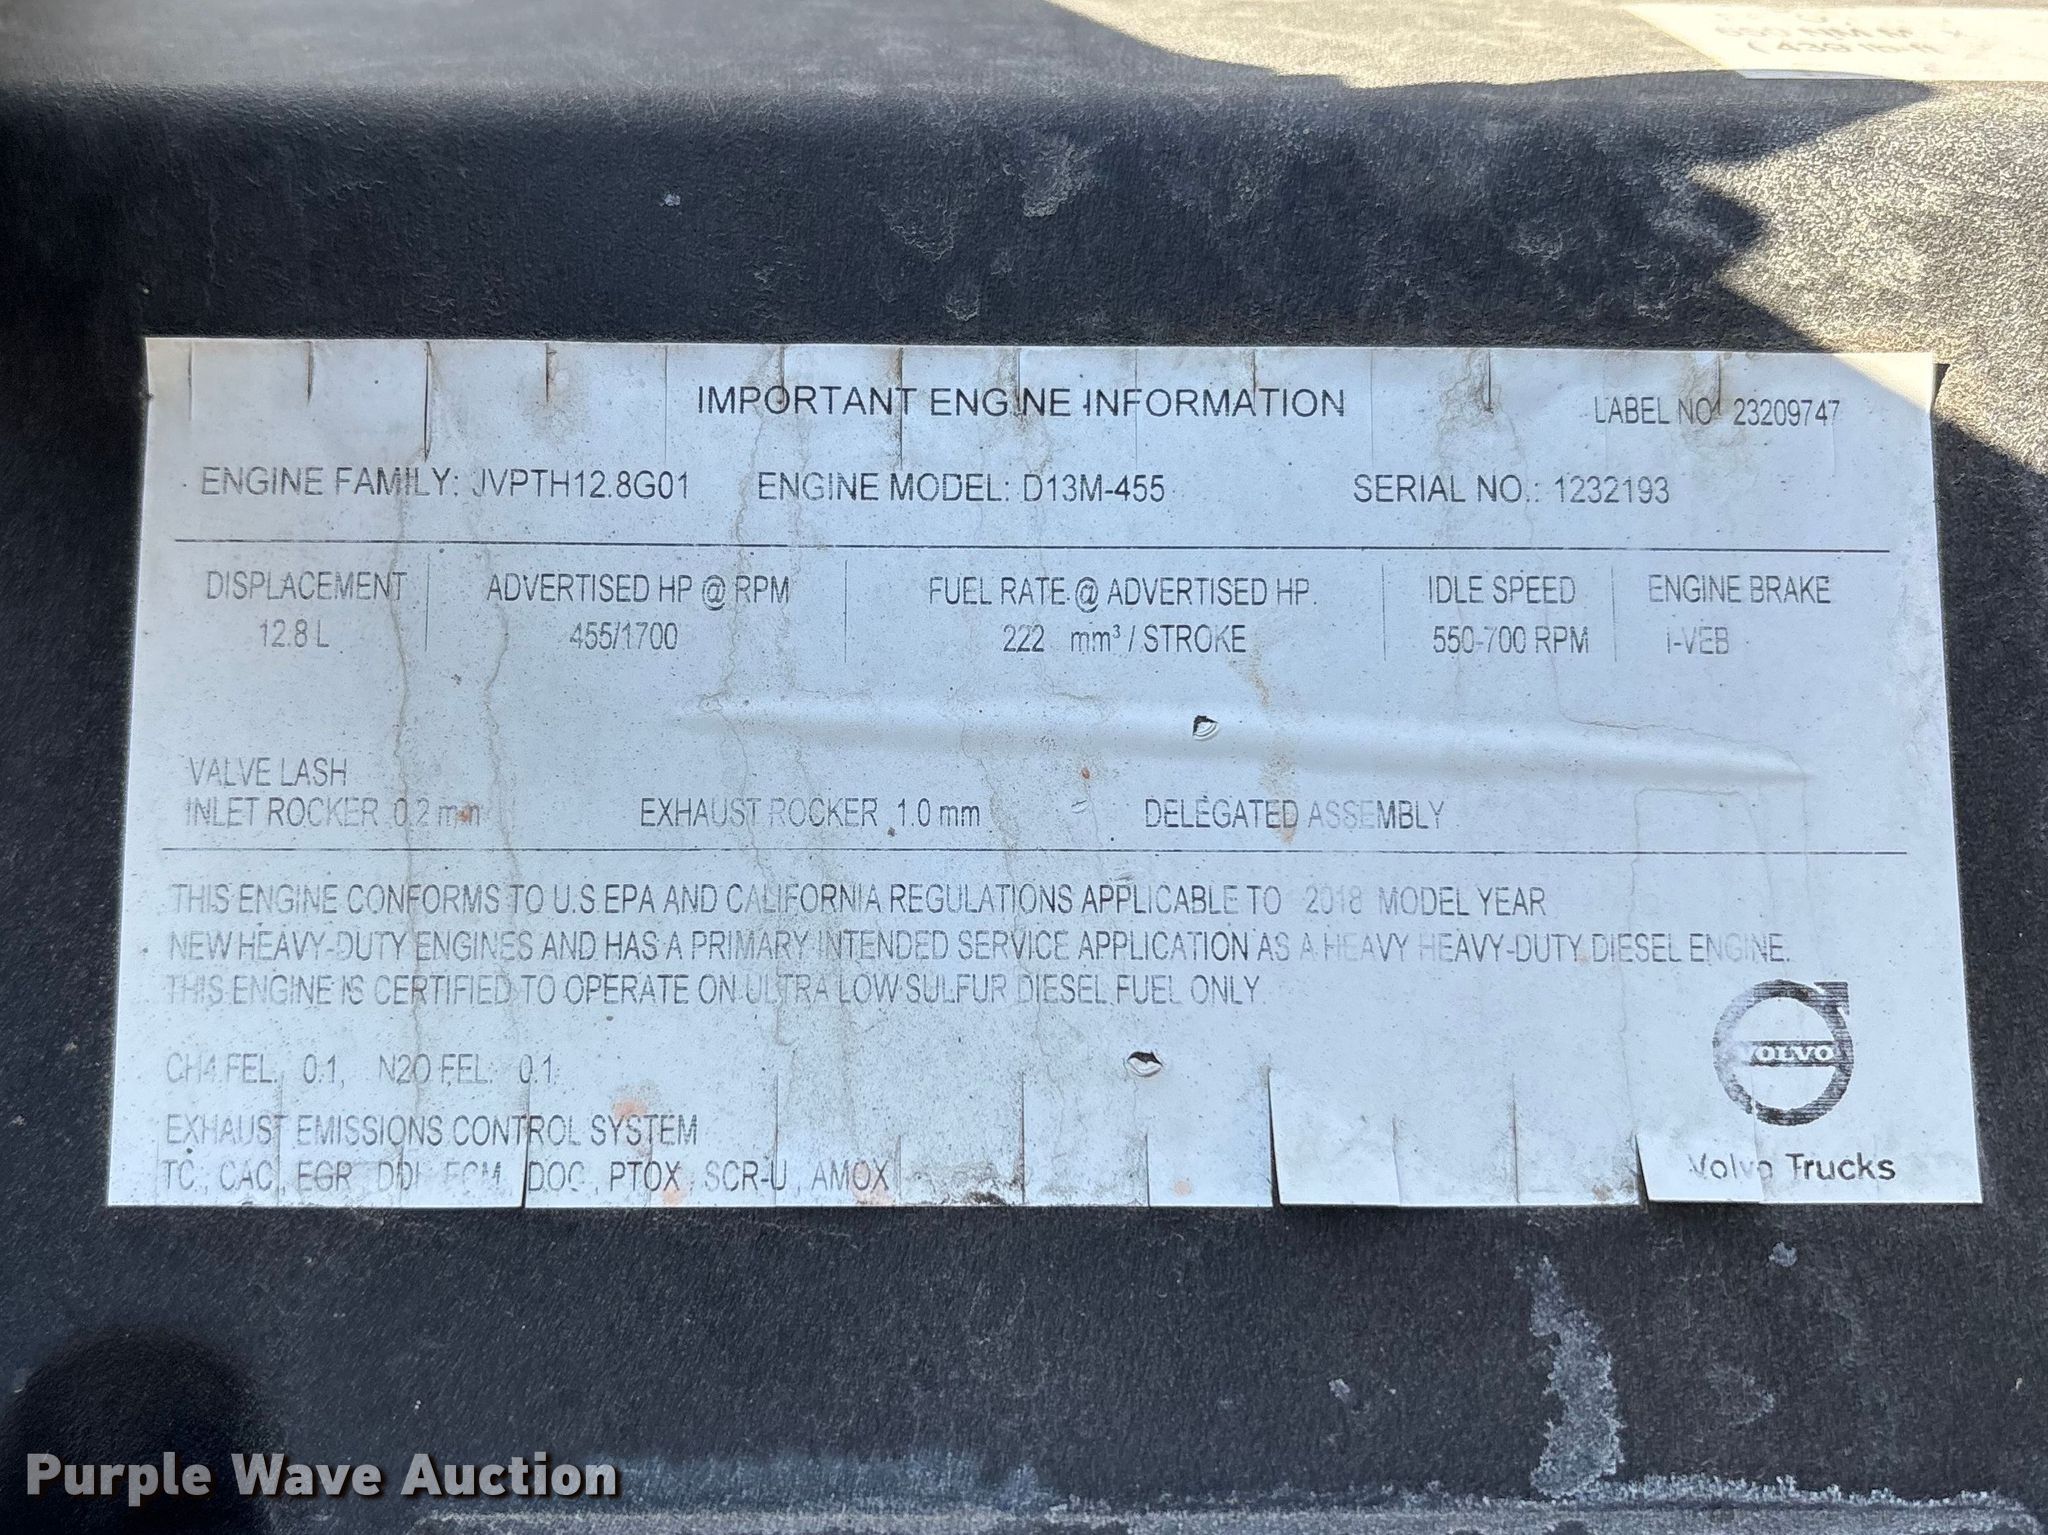 ( 439 lb-ft
IMPORTANT ENGINE INFORMATION
LABEL NO 23209747
ENGINE FAMILY: JVPTH12.8G01 ENGINE MODEL: D13M-455 SERIAL NO.: 1232193
DISPLACEMENT ADVERTISED HP @ RPM FUEL RATE @ ADVERTISED HP. IDLE SPEED ENGINE BRAKE
12.8 L 455/1700 222 mm³ / STROKE 550-700 RPM I-VEB
VALVE LASH
INLET ROCKER 0.2 mm EXHAUST ROCKER 1.0 mm DELEGATED ASSEMBLY
THIS ENGINE CONFORMS TO U.S.EPA AND CALIFORNIA REGULATIONS APPLICABLE TO 2018 MODEL YEAR
NEW HEAVY-DUTY ENGINES AND HAS A PRIMARY INTENDED SERVICE APPLICATION AS A HEAVY HEAVY-DUTY DIESEL ENGINE.
THIS ENGINE IS CERTIFIED TO OPERATE ON ULTRA LOW SULFUR DIESEL FUEL ONLY.
CH4 FEL: 0.1, N2O FEL: 0.1.
VOLVO
EXHAUST EMISSIONS CONTROL SYSTEM
TC, CAC, EGR, DDI, ECM, DOC, PTOX, SCR-U, AMOX
Volvo Trucks
Purple Wave Auction